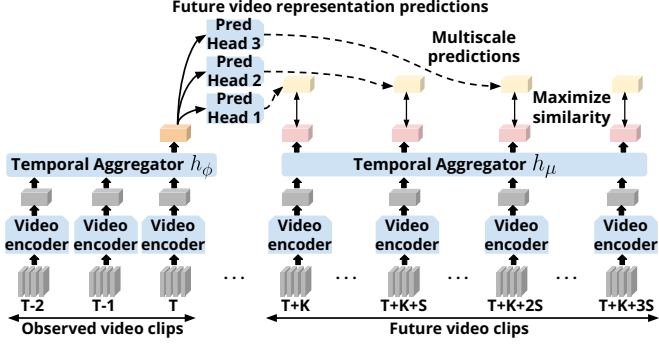 Future video representation predictions
Pred
Head 3
Pred
Head 2
Pred
Head 1
Multiscale
predictions
Maximize
similarity
Temporal Aggregator hϕ
Temporal Aggregator hμ
Video
encoder
Video
encoder
Video
encoder
Video
encoder
Video
encoder
Video
encoder
Video
encoder
... ... ... ...
T-2 T-1 T T+K T+K+S T+K+2S T+K+3S
Observed video clips
Future video clips